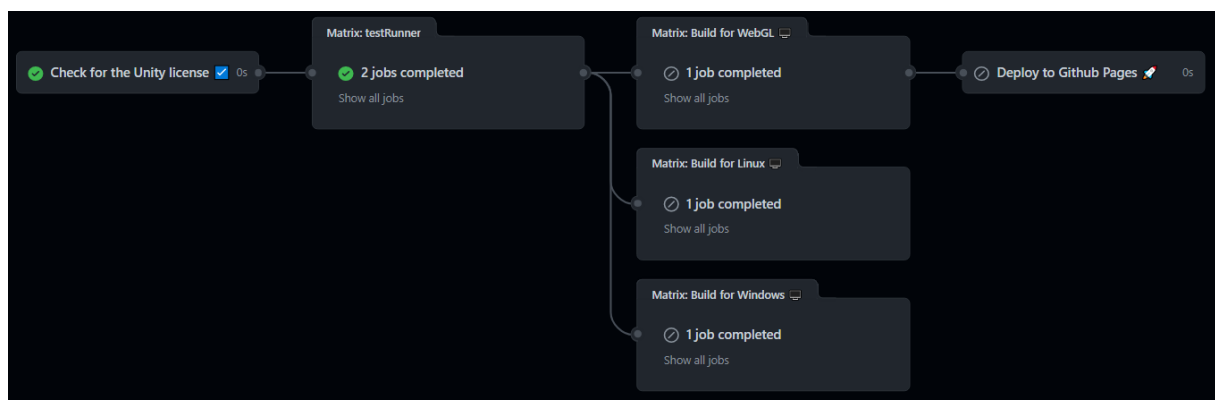 Check for the Unity license ☑️ 0s
Matrix: testRunner
2 jobs completed
Show all jobs
Matrix: Build for WebGL 🖥️
1 job completed
Show all jobs
Deploy to Github Pages 🚀 0s
Matrix: Build for Linux 🖥️
1 job completed
Show all jobs
Matrix: Build for Windows 🖥️
1 job completed
Show all jobs